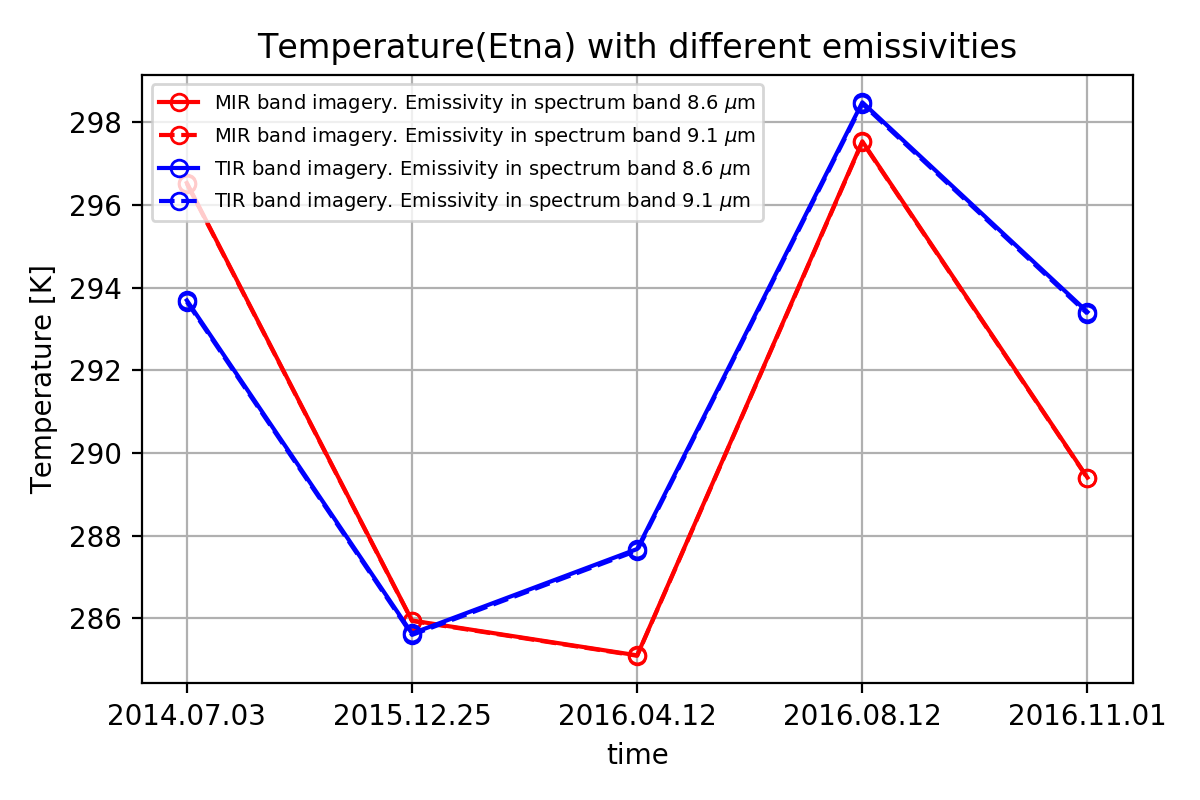 Temperature(Etna) with different emissivities
MIR band imagery. Emissivity in spectrum band 8.6 μm
MIR band imagery. Emissivity in spectrum band 9.1 μm
TIR band imagery. Emissivity in spectrum band 8.6 μm
TIR band imagery. Emissivity in spectrum band 9.1 μm
Temperature [K]
298
296
294
292
290
288
286
2014.07.03 2015.12.25 2016.04.12 2016.08.12 2016.11.01
time